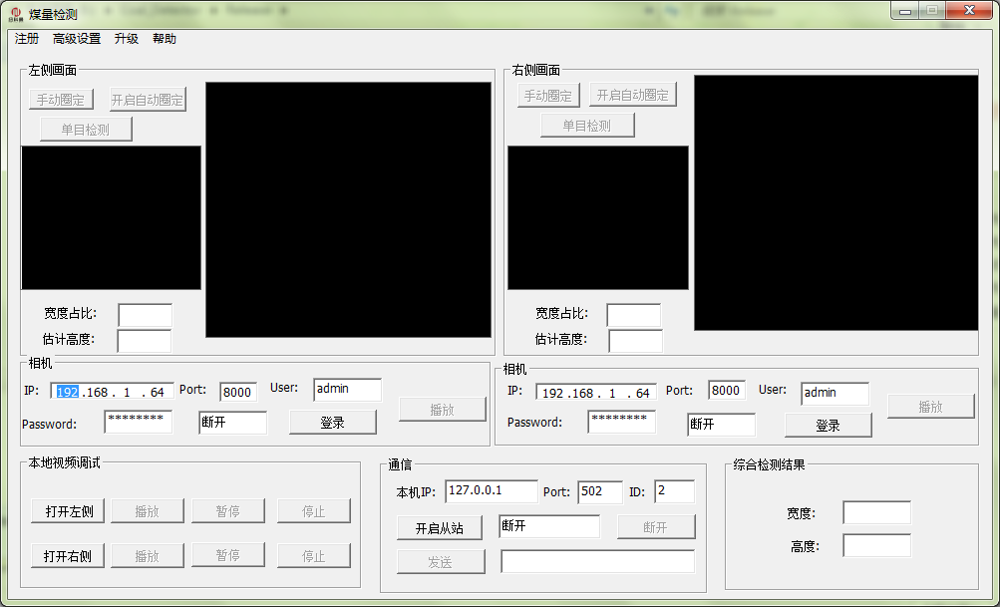 煤量检测
注册 高级设置 升级 帮助
左侧画面
手动圈定 开启自动圈定
单目检测
宽度占比:
估计高度:
右侧画面
手动圈定 开启自动圈定
单目检测
宽度占比:
估计高度:
相机
IP: 192 .168 . 1 . 64 Port: 8000 User: admin
播放
Password: ******** 断开 登录
相机
IP: 192 .168 . 1 . 64 Port: 8000 User: admin
播放
Password: ******** 断开 登录
本地视频调试
打开左侧 播放 暂停 停止
打开右侧 播放 暂停 停止
通信
本机IP: 127.0.0.1 Port: 502 ID: 2
开启从站 断开 断开
发送
综合检测结果
宽度:
高度: